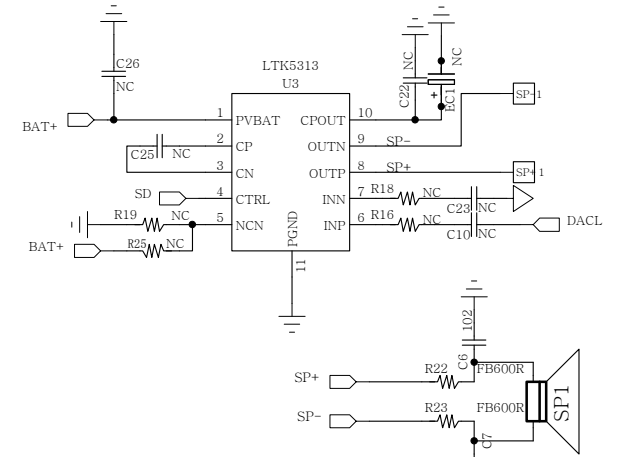 C26
NC
NC
NC
LTK5313
U3
C22
EC1
+
SP-1
BAT+
1
PVBAT
CPOUT
10
2
CP
OUTN
9
SP-
C25
NC
3
CN
OUTP
8
SP+
SP+1
SD
4
CTRL
INN
7
R18
NC
C23
NC
R19
NC
5
NCN
PGND
INP
6
R16
NC
C10
NC
DACL
BAT+
R25
NC
11
102
C6
SP+
R22
FB600R
SP-
R23
FB600R
SP1
C7